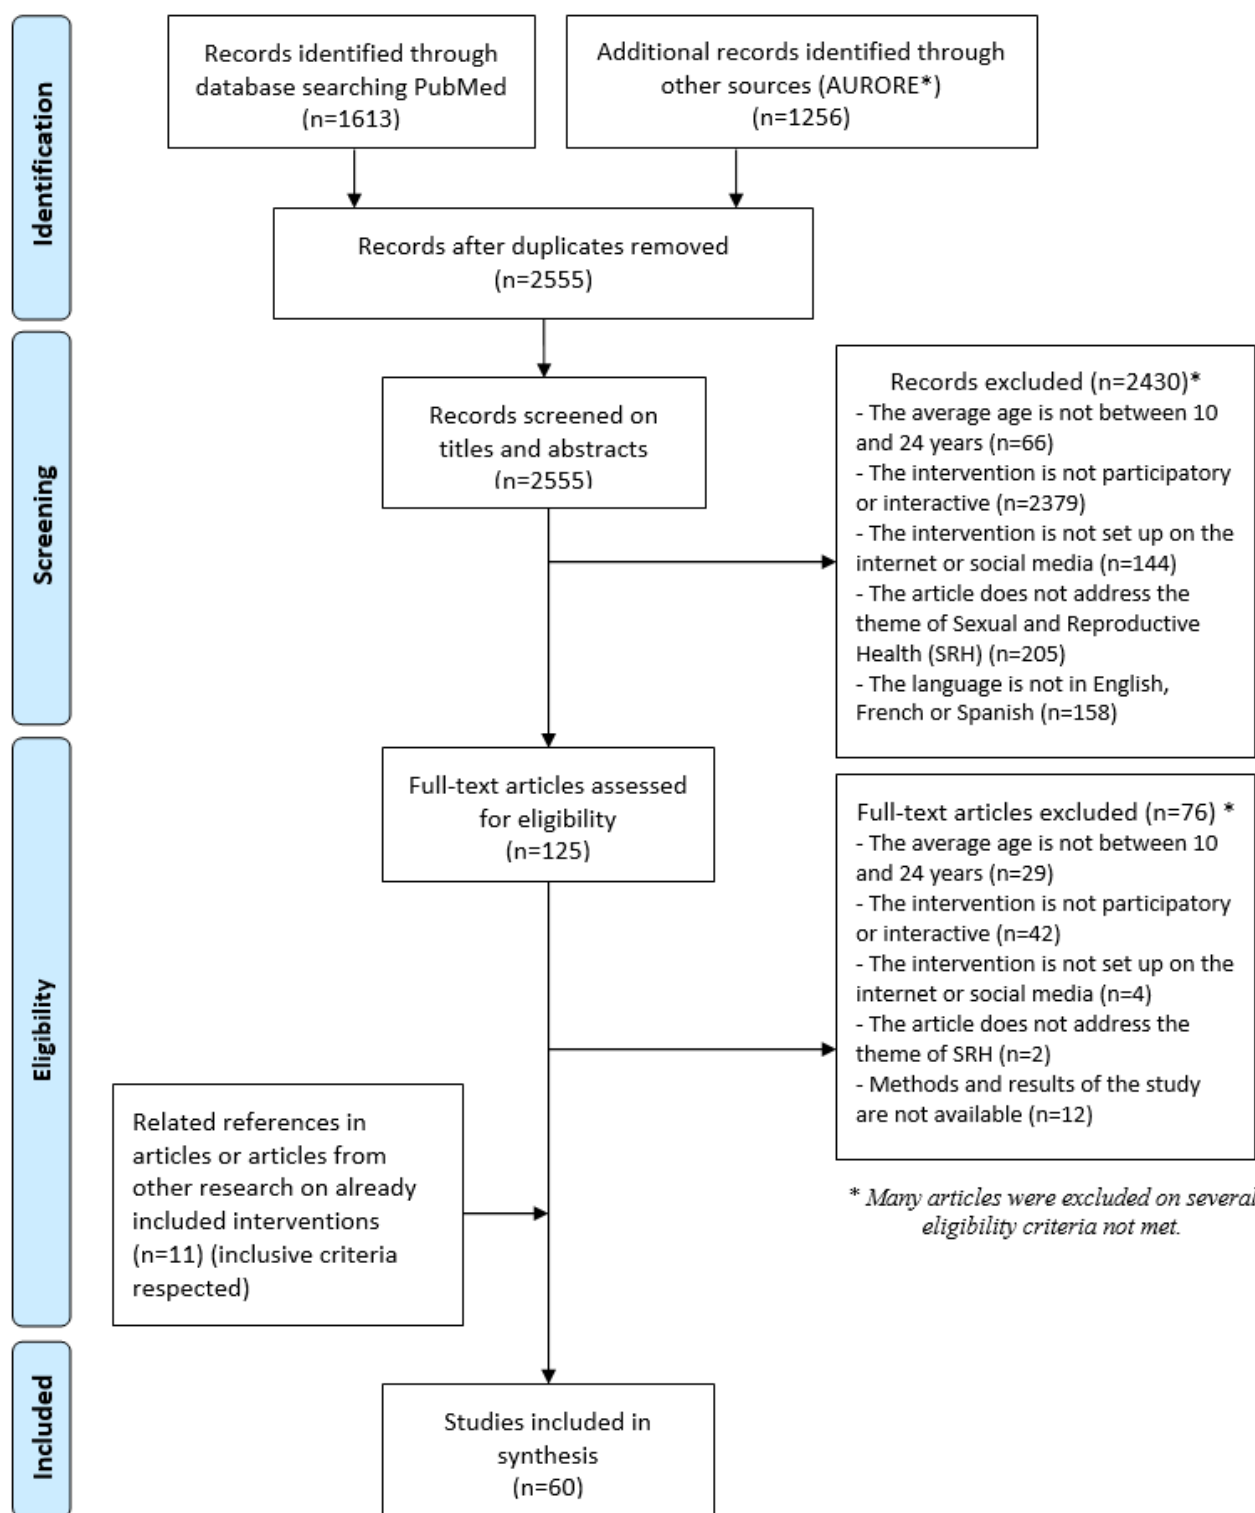 Identification
Records identified through
database searching PubMed
(n=1613)
Additional records identified through
other sources (AURORE*)
(n=1256)
Records after duplicates removed
(n=2555)
Screening
Records screened on
titles and abstracts
(n=2555)
Records excluded (n=2430)*
- The average age is not between 10
and 24 years (n=66)
- The intervention is not participatory
or interactive (n=2379)
- The intervention is not set up on the
internet or social media (n=144)
- The article does not address the
theme of Sexual and Reproductive
Health (SRH) (n=205)
- The language is not in English,
French or Spanish (n=158)
Eligibility
Full-text articles assessed
for eligibility
(n=125)
Full-text articles excluded (n=76) *
- The average age is not between 10
and 24 years (n=29)
- The intervention is not participatory
or interactive (n=42)
- The intervention is not set up on the
internet or social media (n=4)
- The article does not address the
theme of SRH (n=2)
- Methods and results of the study
are not available (n=12)
* Many articles were excluded on several
eligibility criteria not met.
Related references in
articles or articles from
other research on already
included interventions
(n=11) (inclusive criteria
respected)
Included
Studies included in
synthesis
(n=60)